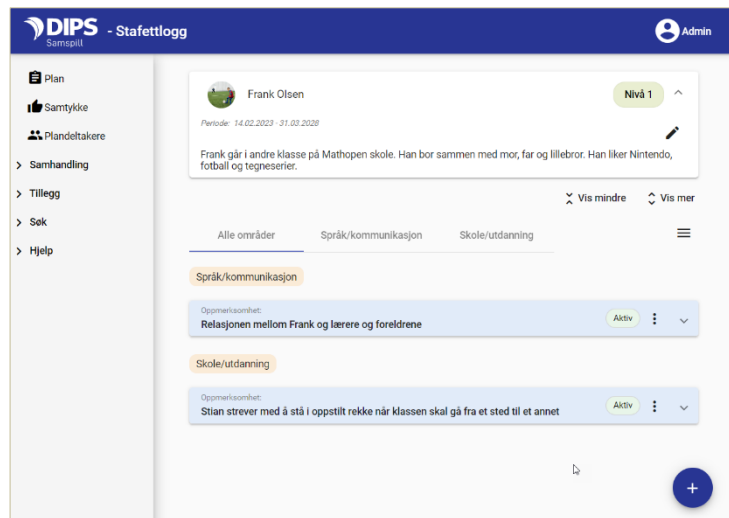 DIPS - Stafettlogg
Samspill
Admin
Plan
Samtykke
Plandeltakere
Samhandling
Tillegg
Søk
Hjelp
Frank Olsen
Nivå 1
Periode: 14.02.2023 - 31.03.2028
Frank går i andre klasse på Mathopen skole. Han bor sammen med mor, far og lillebror. Han liker Nintendo,
fotball og tegneserier.
Vis mindre Vis mer
Alle områder Språk/kommunikasjon Skole/utdanning
Språk/kommunikasjon
Oppmerksomhet:
Relasjonen mellom Frank og lærere og foreldrene
Aktiv
Skole/utdanning
Oppmerksomhet:
Stian strever med å stå i oppstilt rekke når klassen skal gå fra et sted til et annet
Aktiv